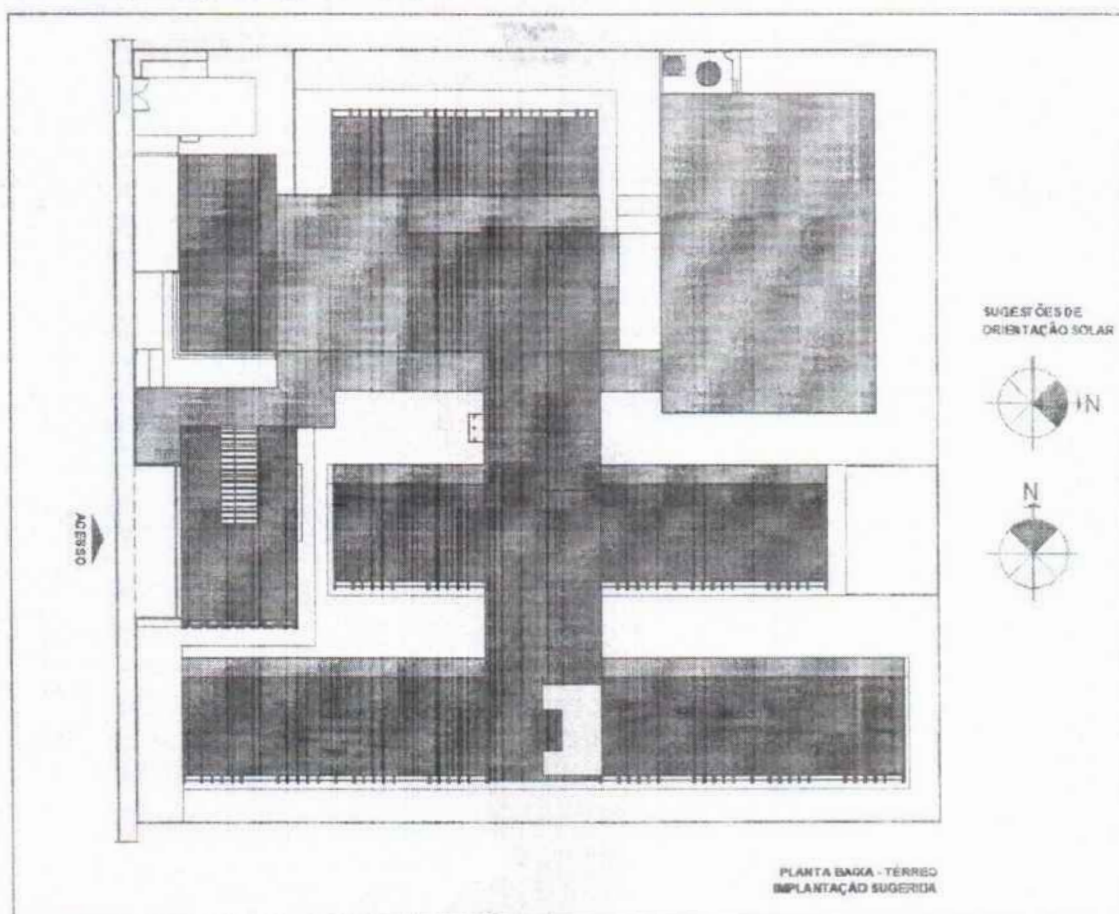 SUGESTÕES DE
ORIENTAÇÃO SOLAR
N
N
ACESSO
PLANTA BAIXA - TÉRREO
IMPLANTAÇÃO SUGERIDA